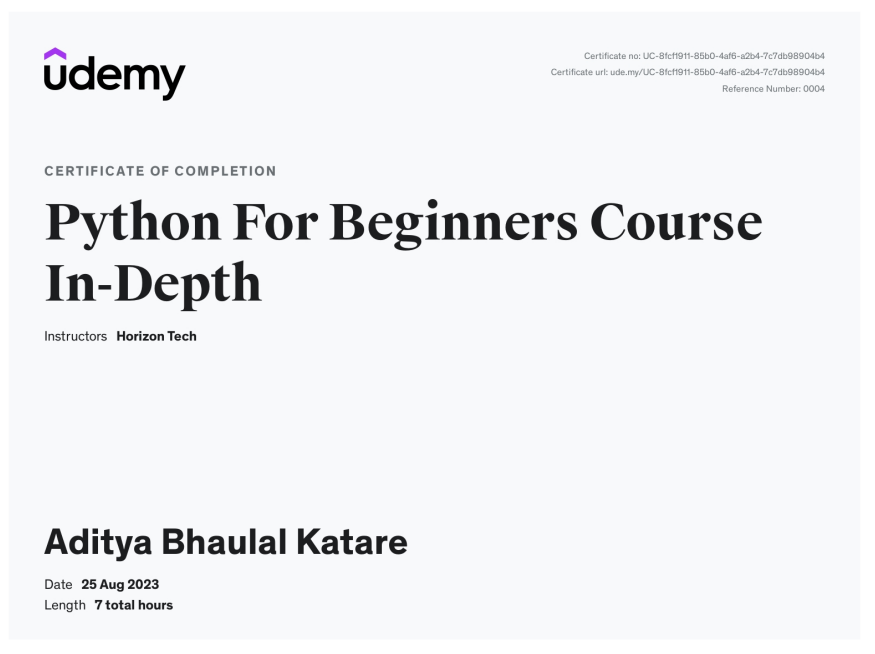 udemy
Certificate no: UC-8fcf1911-85b0-4af6-a2b4-7c7db98904b4
Certificate url: ude.my/UC-8fcf1911-85b0-4af6-a2b4-7c7db98904b4
Reference Number: 0004
CERTIFICATE OF COMPLETION
Python For Beginners Course
In-Depth
Instructors Horizon Tech
Aditya Bhaulal Katare
Date 25 Aug 2023
Length 7 total hours